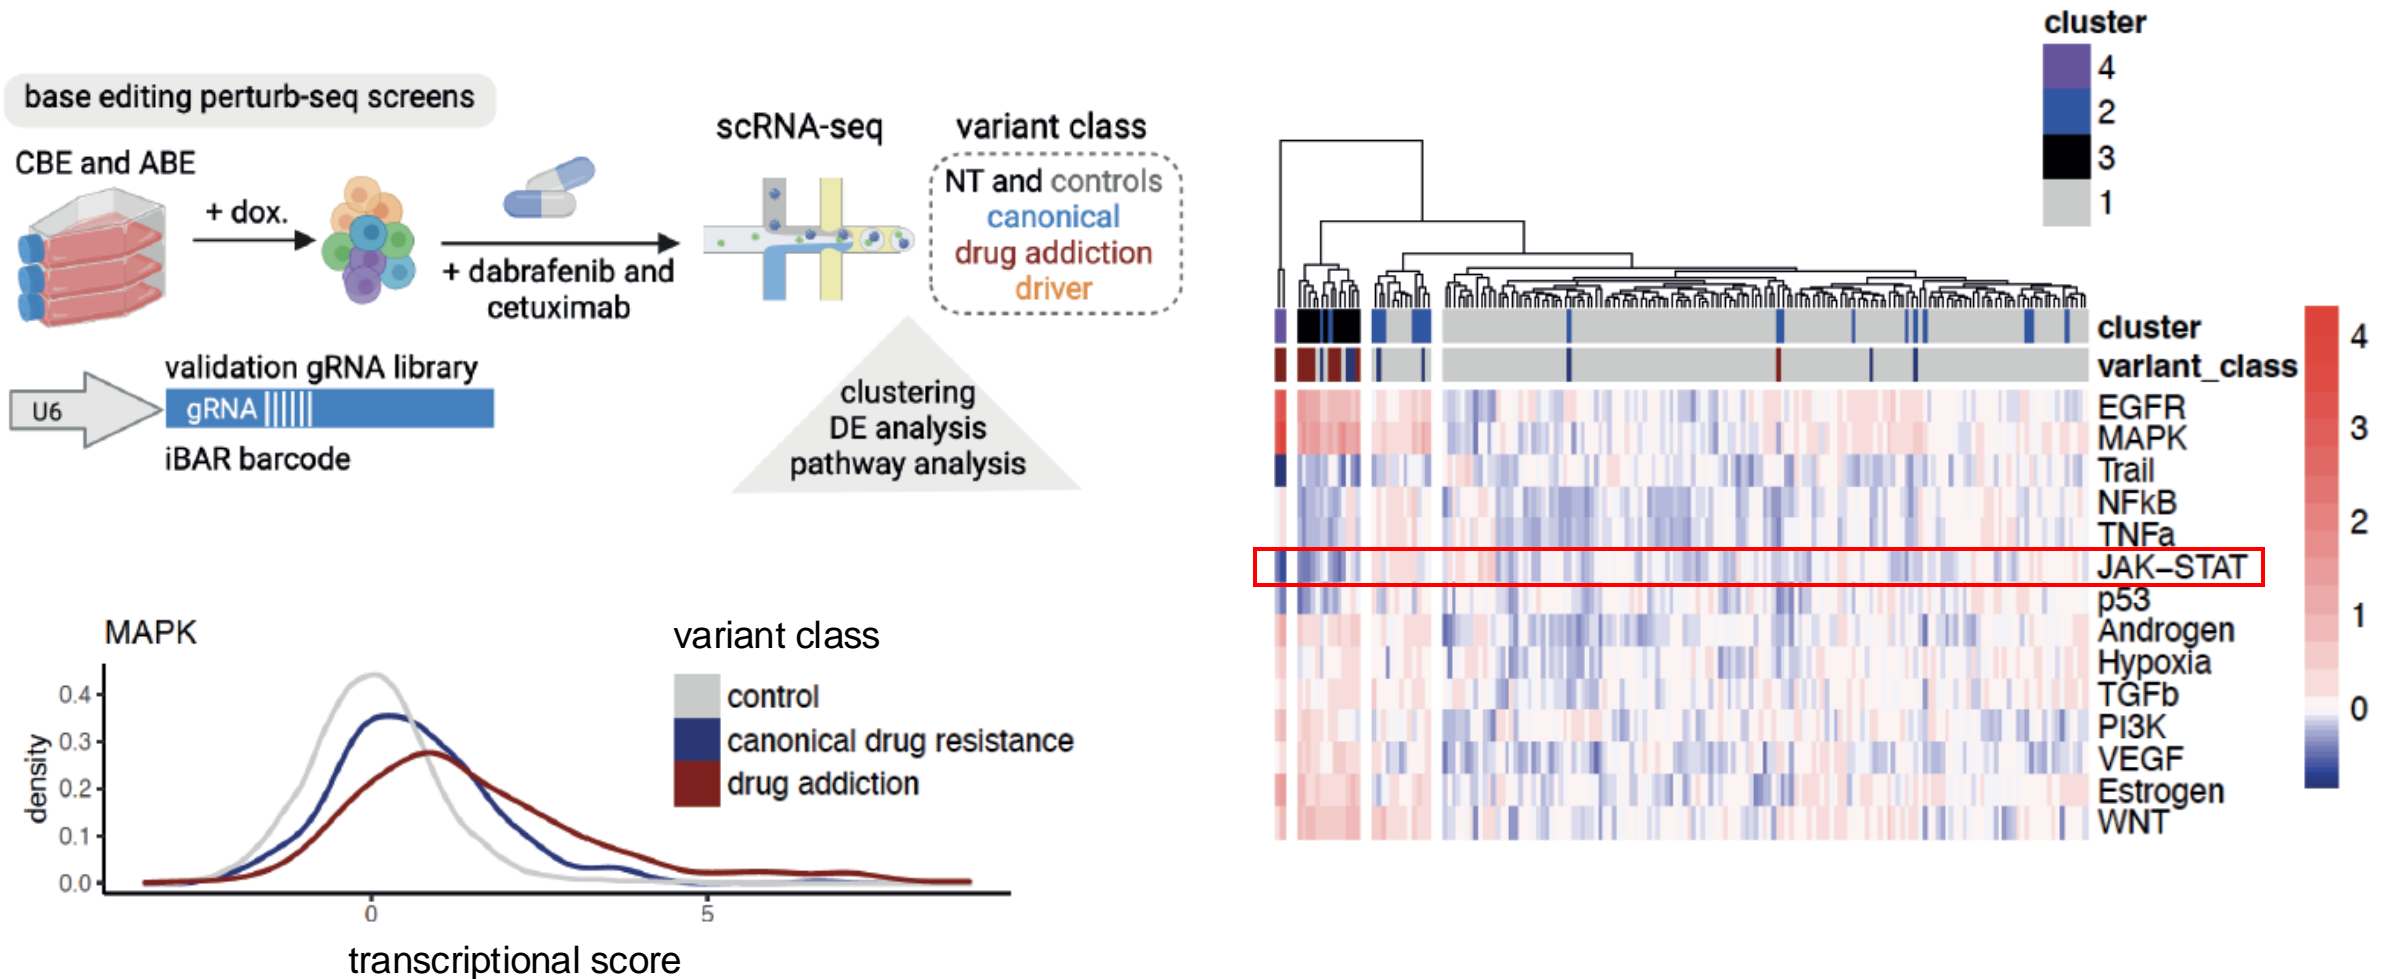 base editing perturb-seq screens
CBE and ABE
+ dox.
+ dabrafenib and
cetuximab
scRNA-seq
variant class
NT and controls
canonical
drug addiction
driver
U6
validation gRNA library
gRNA
iBAR barcode
clustering
DE analysis
pathway analysis
MAPK
density
0.4
0.3
0.2
0.1
0.0
0
5
transcriptional score
variant class
control
canonical drug resistance
drug addiction
cluster
4
2
3
1
cluster
variant_class
EGFR
MAPK
Trail
NFkB
TNFa
JAK–STAT
p53
Androgen
Hypoxia
TGFb
PI3K
VEGF
Estrogen
WNT
4
3
2
1
0